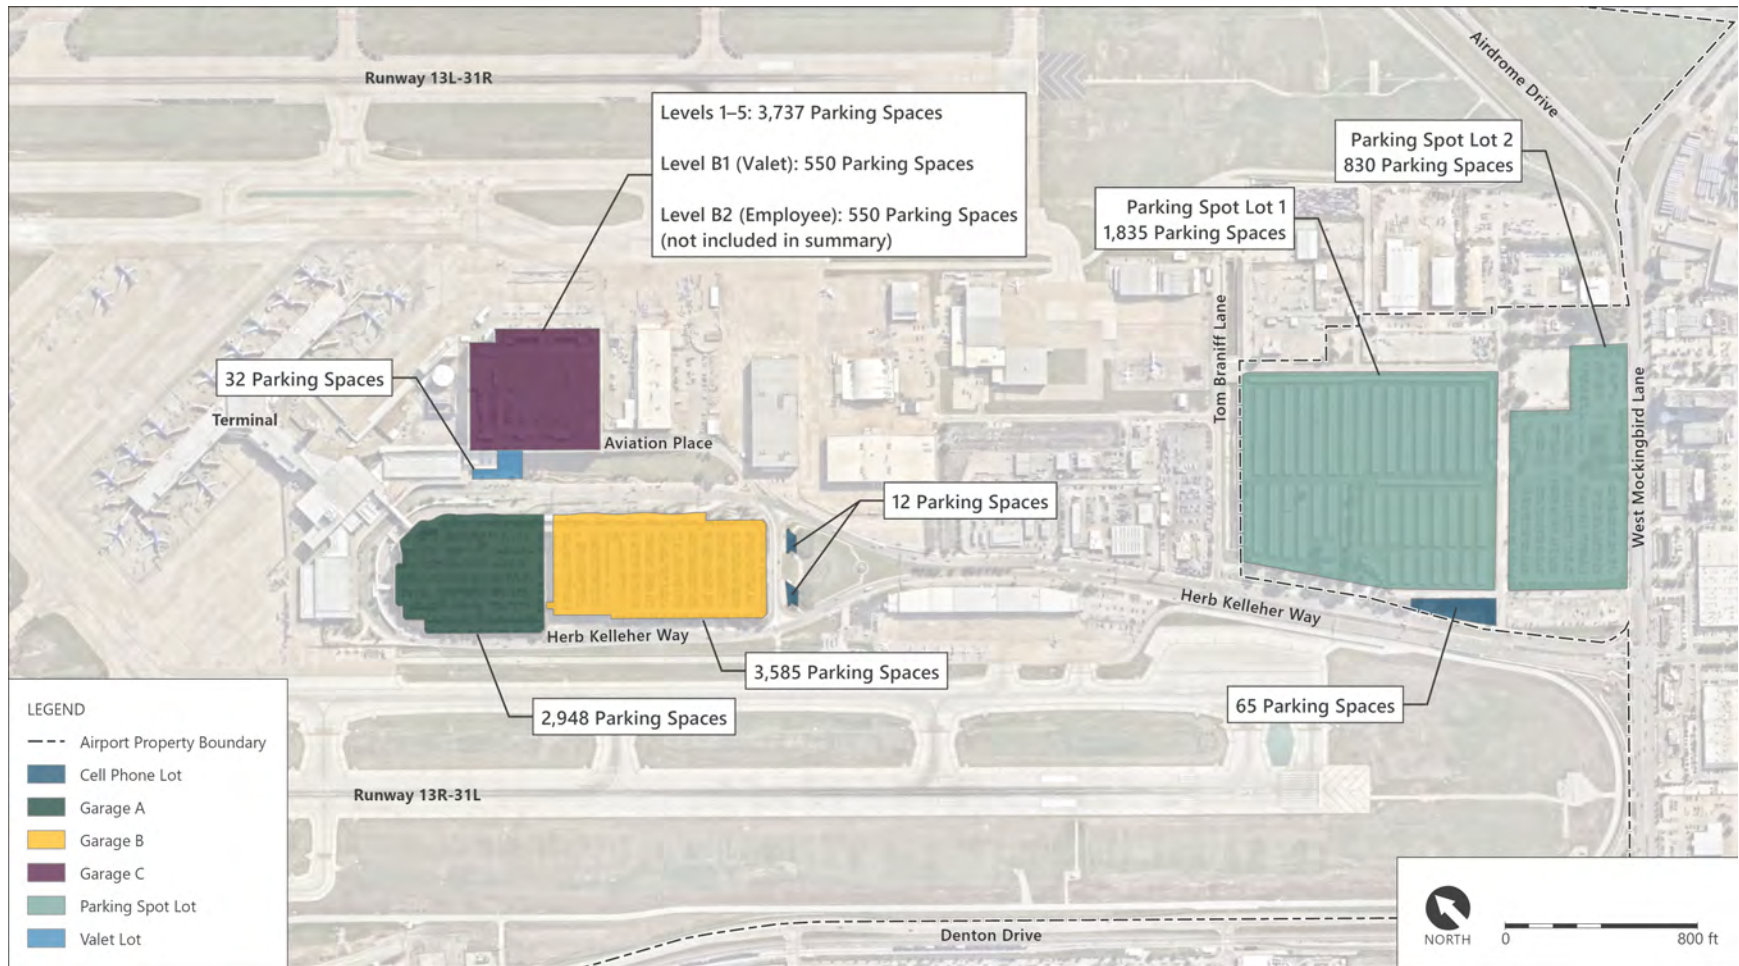 Runway 13L-31R
Airdrome Drive
Levels 1–5: 3,737 Parking Spaces
Level B1 (Valet): 550 Parking Spaces
Level B2 (Employee): 550 Parking Spaces
(not included in summary)
Parking Spot Lot 2
830 Parking Spaces
Parking Spot Lot 1
1,835 Parking Spaces
Tom Braniff Lane
32 Parking Spaces
Terminal
Aviation Place
West Mockingbird Lane
12 Parking Spaces
Herb Kelleher Way
Herb Kelleher Way
3,585 Parking Spaces
2,948 Parking Spaces
65 Parking Spaces
Runway 13R-31L
Denton Drive
LEGEND
Airport Property Boundary
Cell Phone Lot
Garage A
Garage B
Garage C
Parking Spot Lot
Valet Lot
NORTH
0 800 ft